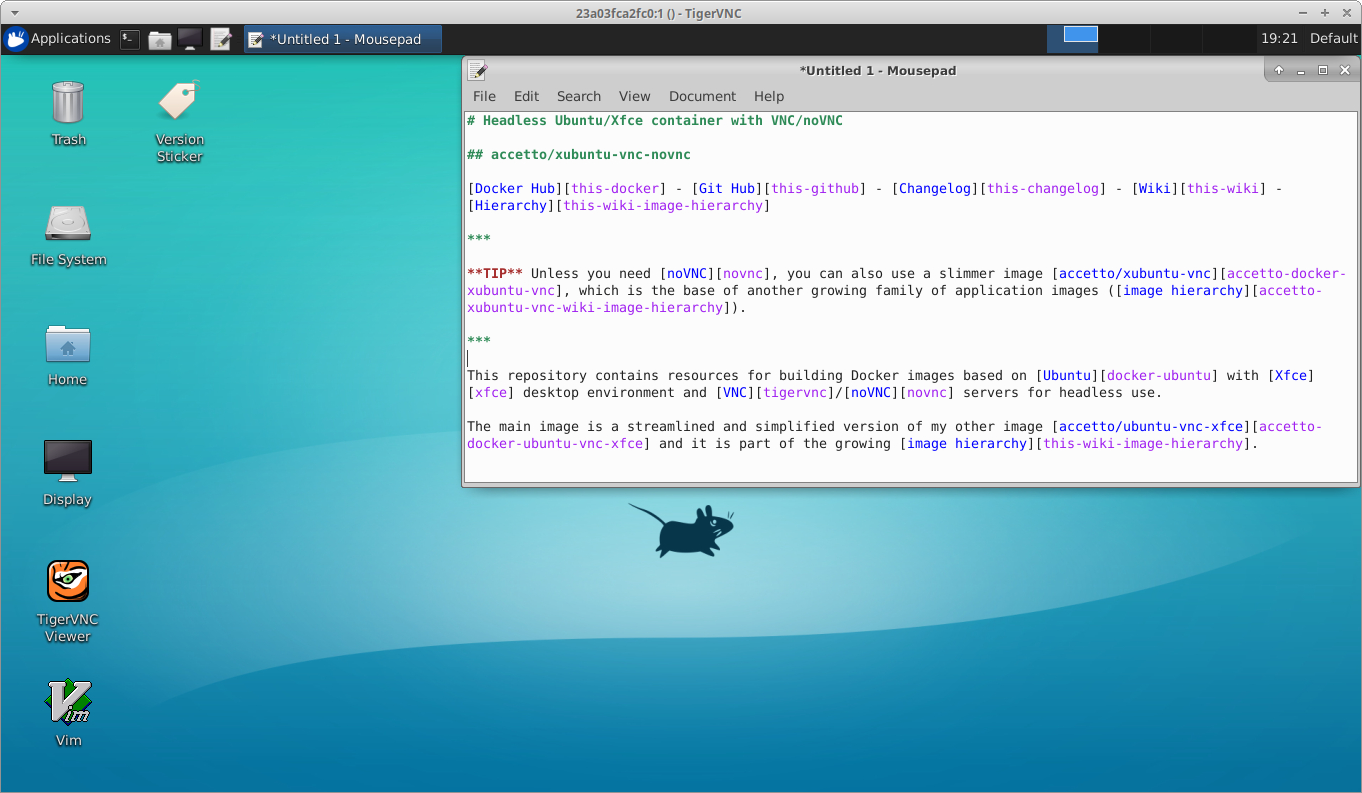 23a03fca2fc0:1 () - TigerVNC
Applications
*Untitled 1 - Mousepad
19:21 Default
Trash
Version
Sticker
File System
Home
Display
TigerVNC
Viewer
Vim
*Untitled 1 - Mousepad
File Edit Search View Document Help
# Headless Ubuntu/Xfce container with VNC/noVNC
## accetto/xubuntu-vnc-novnc
[Docker Hub][this-docker] - [Git Hub][this-github] - [Changelog][this-changelog] - [Wiki][this-wiki] -
[Hierarchy][this-wiki-image-hierarchy]
***
**TIP** Unless you need [noVNC][novnc], you can also use a slimmer image [accetto/xubuntu-vnc][accetto-docker-
xubuntu-vnc], which is the base of another growing family of application images ([image hierarchy][accetto-
xubuntu-vnc-wiki-image-hierarchy]).
***
This repository contains resources for building Docker images based on [Ubuntu][docker-ubuntu] with [Xfce]
[xfce] desktop environment and [VNC][tigervnc]/[noVNC][novnc] servers for headless use.
The main image is a streamlined and simplified version of my other image [accetto/ubuntu-vnc-xfce][accetto-
docker-ubuntu-vnc-xfce] and it is part of the growing [image hierarchy][this-wiki-image-hierarchy].